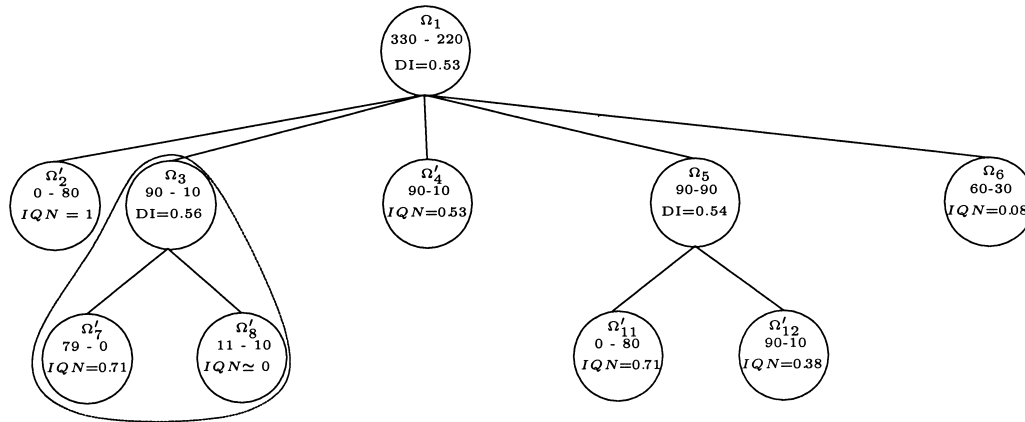 Ω₁
330 - 220
DI=0.53
Ω′₂
0 - 80
IQN = 1
Ω₃
90 - 10
DI=0.56
Ω′₄
90-10
IQN=0.53
Ω₅
90-90
DI=0.54
Ω₆
60-30
IQN=0.08
Ω′₇
79 - 0
IQN=0.71
Ω′₈
11 - 10
IQN≃ 0
Ω′₁₁
0 - 80
IQN=0.71
Ω′₁₂
90-10
IQN=0.38